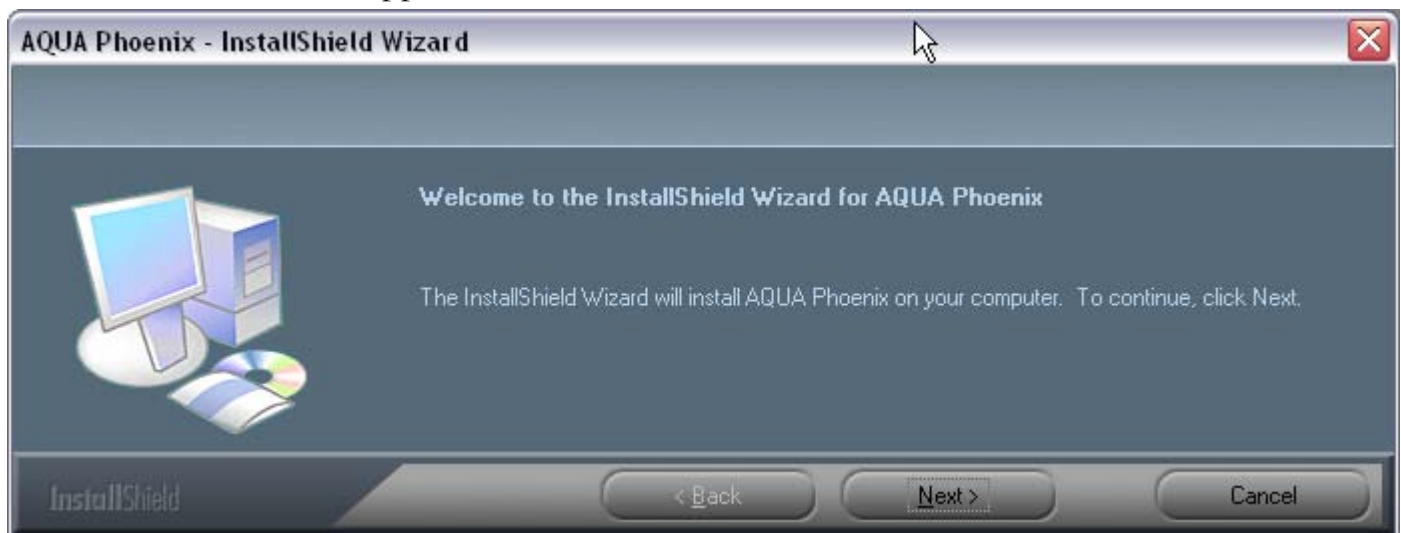 AQUA Phoenix - InstallShield Wizard
Welcome to the InstallShield Wizard for AQUA Phoenix
The InstallShield Wizard will install AQUA Phoenix on your computer. To continue, click Next.
InstallShield
< Back
Next >
Cancel